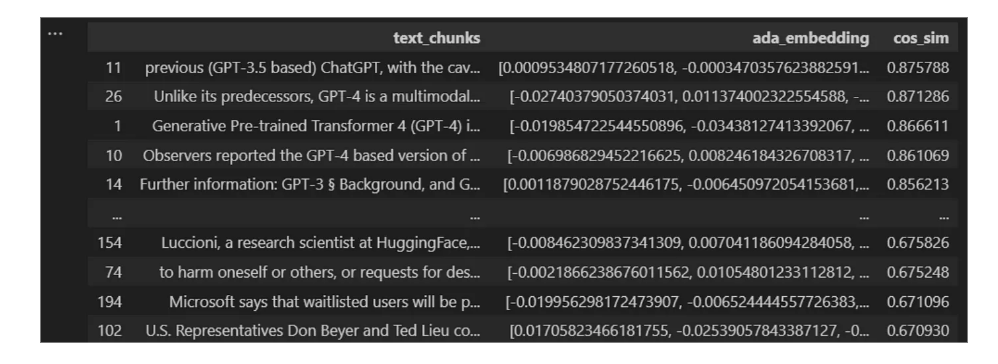 ... text_chunks ada_embedding cos_sim
11 previous (GPT-3.5 based) ChatGPT, with the cav... [0.0009534807177260518, -0.0003470357623882591... 0.875788
26 Unlike its predecessors, GPT-4 is a multimodal... [-0.02740379050374031, 0.011374002322554588, -... 0.871286
1 Generative Pre-trained Transformer 4 (GPT-4) i... [-0.019854722544550896, -0.03438127413392067, ... 0.866611
10 Observers reported the GPT-4 based version of ... [-0.006986829452216625, 0.008246184326708317, ... 0.861069
14 Further information: GPT-3 § Background, and G... [0.0011879028752446175, -0.006450972054153681,... 0.856213
... ... ... ...
154 Luccioni, a research scientist at HuggingFace,... [-0.008462309837341309, 0.007041186094284058, ... 0.675826
74 to harm oneself or others, or requests for des... [-0.0021866238676011562, 0.01054801233112812, ... 0.675248
194 Microsoft says that waitlisted users will be p... [-0.019956298172473907, -0.006524444557726383,... 0.671096
102 U.S. Representatives Don Beyer and Ted Lieu co... [0.01705823466181755, -0.02539057843387127, -0... 0.670930